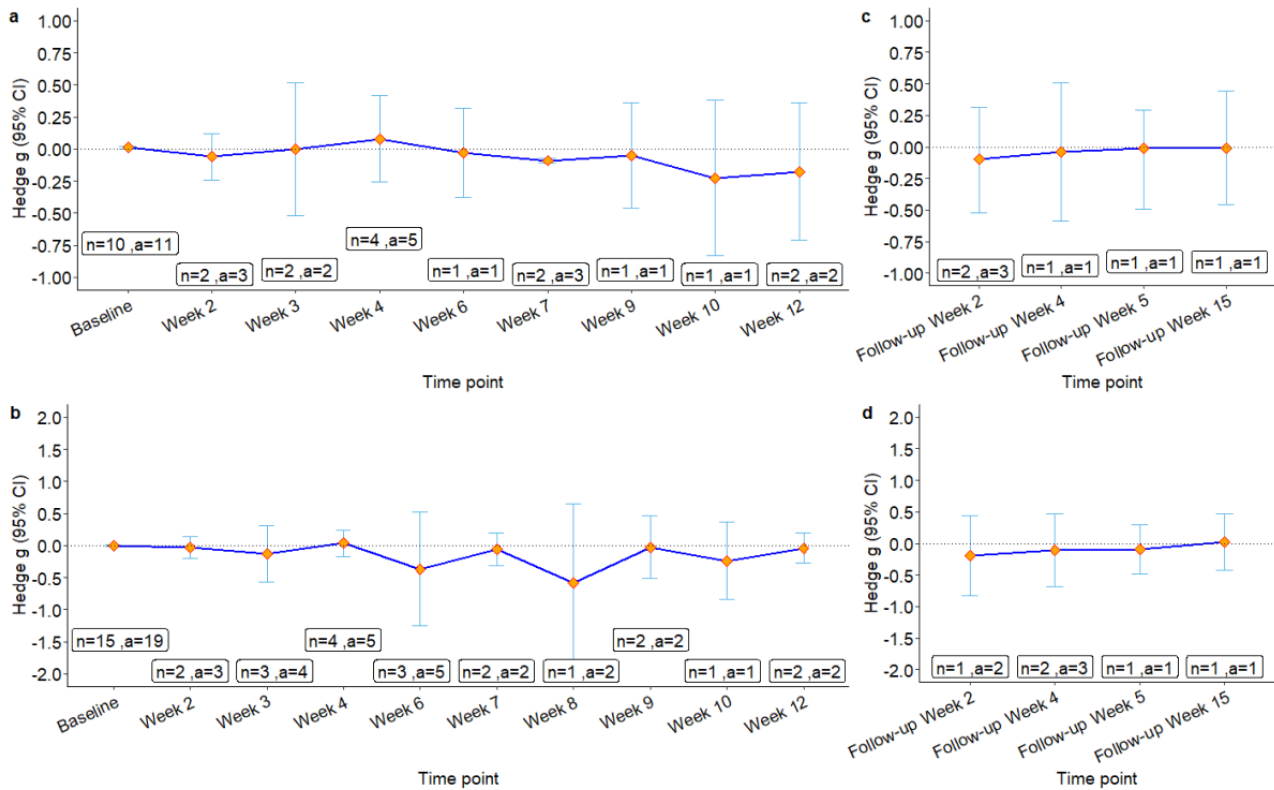 a
Hedge g (95% CI)
1.00
0.75
0.50
0.25
0.00
-0.25
-0.50
-0.75
-1.00
n=10 ,a=11
n=2 ,a=3
n=2 ,a=2
n=4 ,a=5
n=1 ,a=1
n=2 ,a=3
n=1 ,a=1
n=1 ,a=1
n=2 ,a=2
Baseline
Week 2
Week 3
Week 4
Week 6
Week 7
Week 9
Week 10
Week 12
Time point
c
Hedge g (95% CI)
1.00
0.75
0.50
0.25
0.00
-0.25
-0.50
-0.75
-1.00
n=2 ,a=3
n=1 ,a=1
n=1 ,a=1
n=1 ,a=1
Follow-up Week 2
Follow-up Week 4
Follow-up Week 5
Follow-up Week 15
Time point
b
Hedge g (95% CI)
2.0
1.5
1.0
0.5
0.0
-0.5
-1.0
-1.5
-2.0
n=15 ,a=19
n=2 ,a=3
n=3 ,a=4
n=4 ,a=5
n=3 ,a=5
n=2 ,a=2
n=1 ,a=2
n=2 ,a=2
n=1 ,a=1
n=2 ,a=2
Baseline
Week 2
Week 3
Week 4
Week 6
Week 7
Week 8
Week 9
Week 10
Week 12
Time point
d
Hedge g (95% CI)
2.0
1.5
1.0
0.5
0.0
-0.5
-1.0
-1.5
-2.0
n=1 ,a=2
n=2 ,a=3
n=1 ,a=1
n=1 ,a=1
Follow-up Week 2
Follow-up Week 4
Follow-up Week 5
Follow-up Week 15
Time point